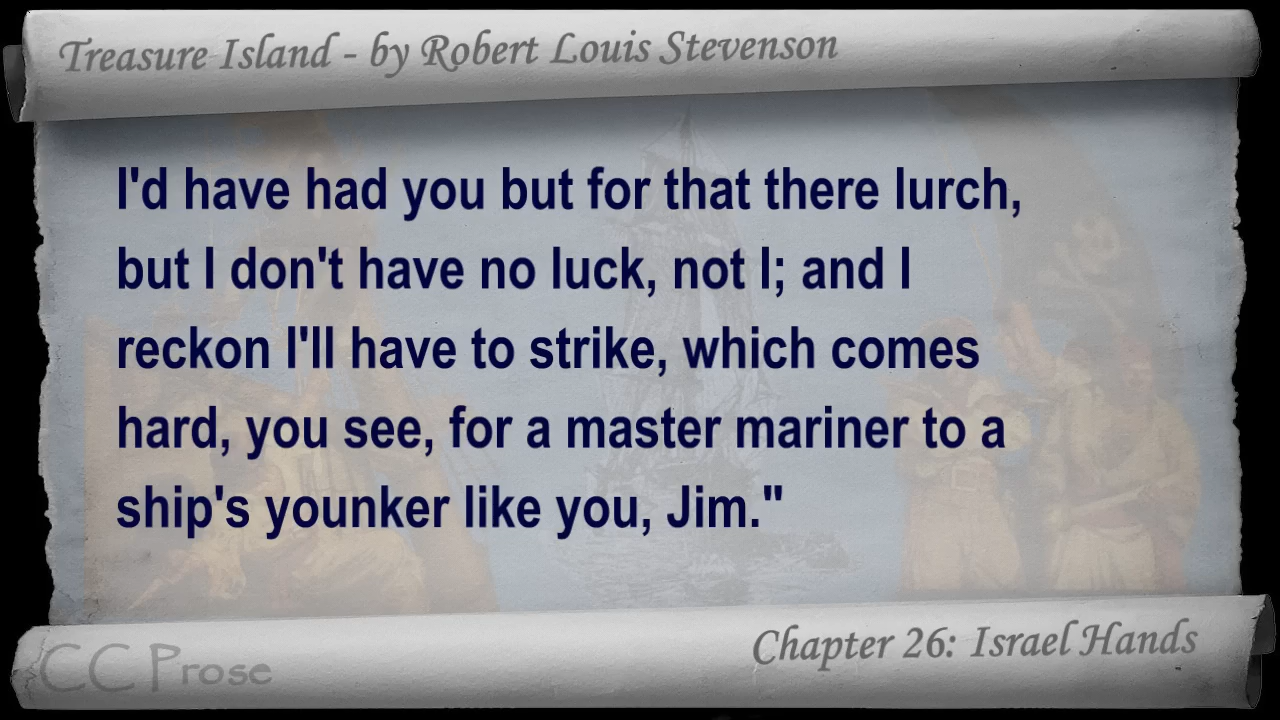 Treasure Island - by Robert Louis Stevenson
I'd have had you but for that there lurch,
but I don't have no luck, not I; and I
reckon I'll have to strike, which comes
hard, you see, for a master mariner to a
ship's younker like you, Jim."
Chapter 26: Israel Hands
CC Prose